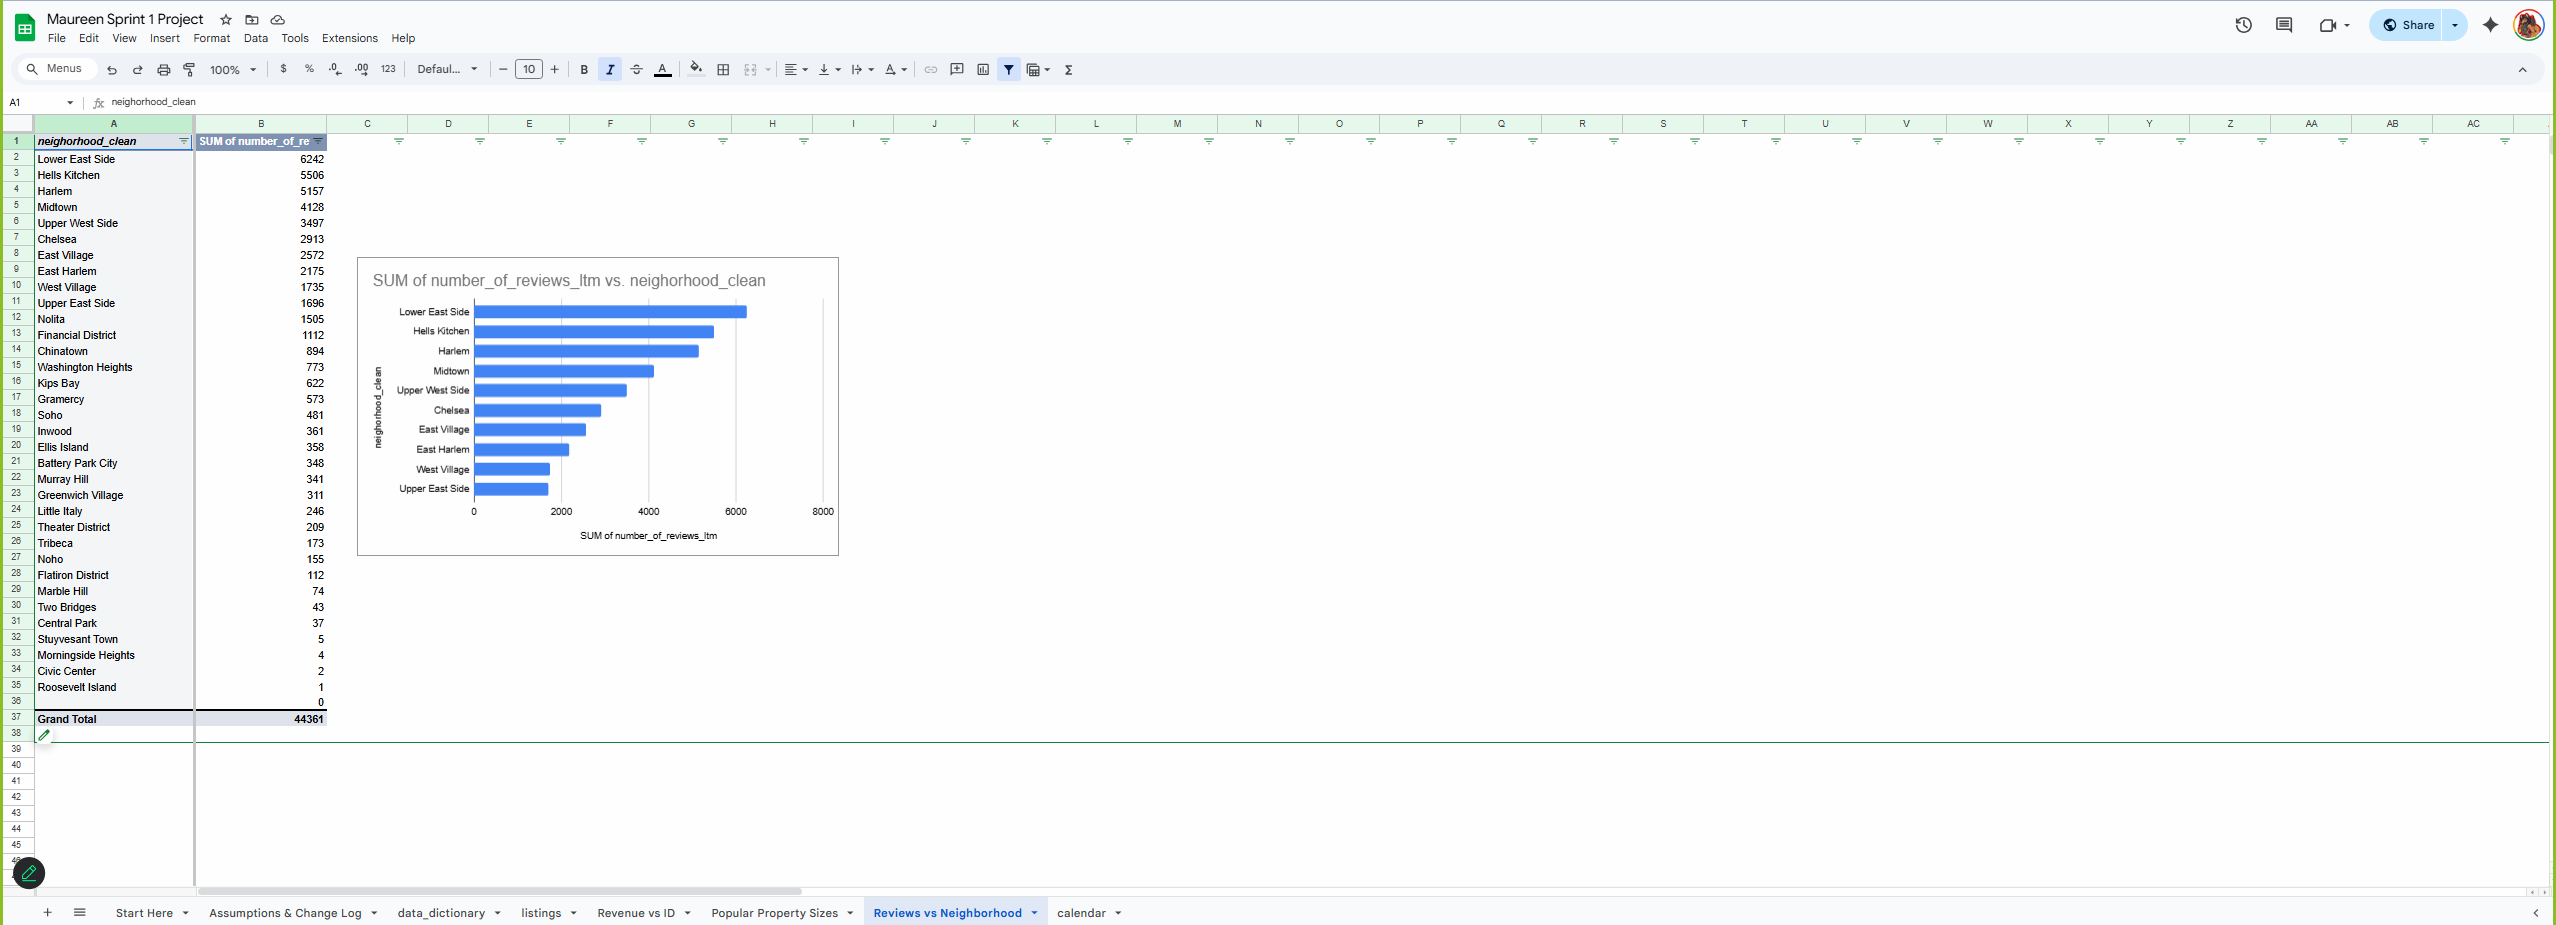 Maureen Sprint 1 Project
File Edit View Insert Format Data Tools Extensions Help
Share
Menus 100% $ % .0 .00 123 Defaul... − 10 + B I A Σ
A1 fx neighorhood_clean
A B C D E F G H I J K L M N O P Q R S T U V W X Y Z AA AB AC
1 neighorhood_clean SUM of number_of_re
2 Lower East Side 6242
3 Hells Kitchen 5506
4 Harlem 5157
5 Midtown 4128
6 Upper West Side 3497
7 Chelsea 2913
8 East Village 2572
9 East Harlem 2175
10 West Village 1735
11 Upper East Side 1696
12 Nolita 1505
13 Financial District 1112
14 Chinatown 894
15 Washington Heights 773
16 Kips Bay 622
17 Gramercy 573
18 Soho 481
19 Inwood 361
20 Ellis Island 358
21 Battery Park City 348
22 Murray Hill 341
23 Greenwich Village 311
24 Little Italy 246
25 Theater District 209
26 Tribeca 173
27 Noho 155
28 Flatiron District 112
29 Marble Hill 74
30 Two Bridges 43
31 Central Park 37
32 Stuyvesant Town 5
33 Morningside Heights 4
34 Civic Center 2
35 Roosevelt Island 1
36 0
37 Grand Total 44361
38
39
40
41
42
43
44
45
SUM of number_of_reviews_ltm vs. neighorhood_clean
neighorhood_clean
Lower East Side
Hells Kitchen
Harlem
Midtown
Upper West Side
Chelsea
East Village
East Harlem
West Village
Upper East Side
0 2000 4000 6000 8000
SUM of number_of_reviews_ltm
Start Here Assumptions & Change Log data_dictionary listings Revenue vs ID Popular Property Sizes Reviews vs Neighborhood calendar